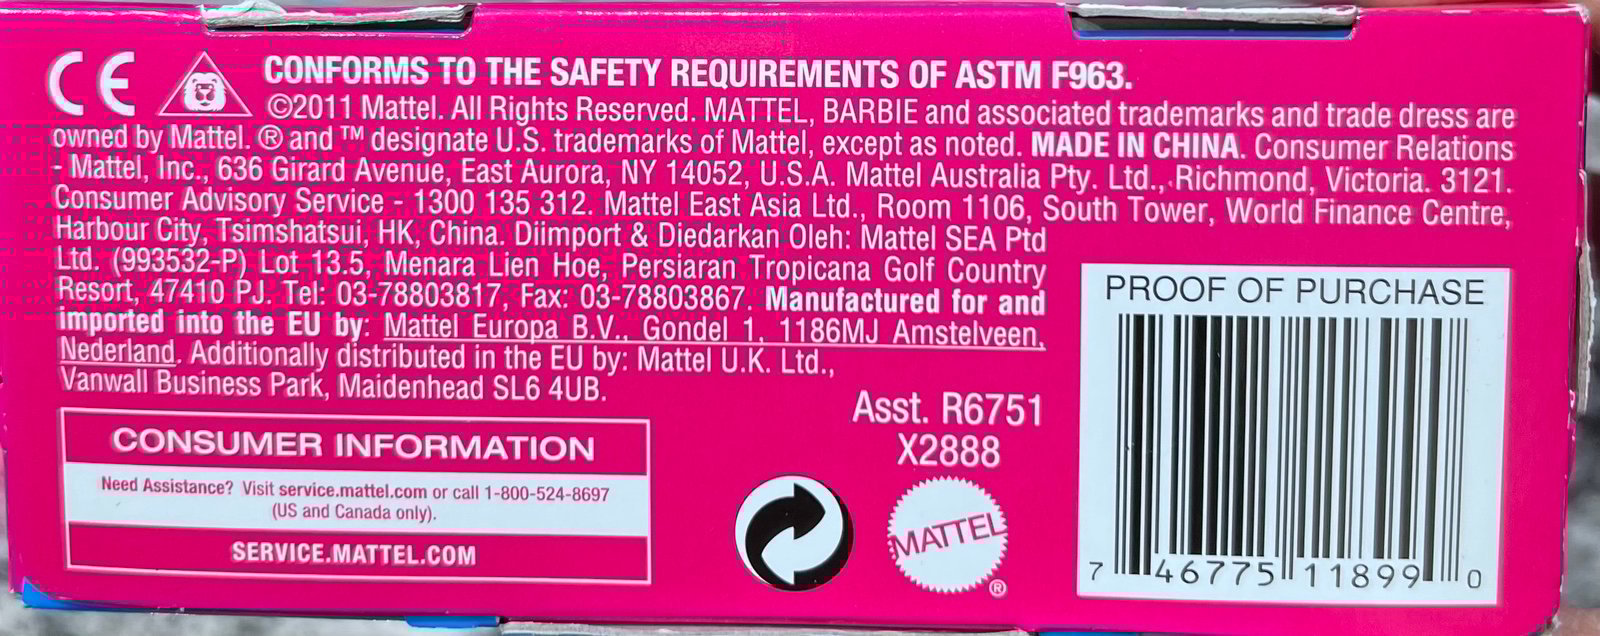 CE CONFORMS TO THE SAFETY REQUIREMENTS OF ASTM F963.
©2011 Mattel. All Rights Reserved. MATTEL, BARBIE and associated trademarks and trade dress are
owned by Mattel. ® and ™ designate U.S. trademarks of Mattel, except as noted. MADE IN CHINA. Consumer Relations
- Mattel, Inc., 636 Girard Avenue, East Aurora, NY 14052, U.S.A. Mattel Australia Pty. Ltd., Richmond, Victoria. 3121.
Consumer Advisory Service - 1300 135 312. Mattel East Asia Ltd., Room 1106, South Tower, World Finance Centre,
Harbour City, Tsimshatsui, HK, China. Diimport & Diedarkan Oleh: Mattel SEA Ptd
Ltd. (993532-P) Lot 13.5, Menara Lien Hoe, Persiaran Tropicana Golf Country
Resort, 47410 PJ. Tel: 03-78803817, Fax: 03-78803867. Manufactured for and
imported into the EU by: Mattel Europa B.V., Gondel 1, 1186MJ Amstelveen,
Nederland. Additionally distributed in the EU by: Mattel U.K. Ltd.,
Vanwall Business Park, Maidenhead SL6 4UB.
CONSUMER INFORMATION
Need Assistance? Visit service.mattel.com or call 1-800-524-8697
(US and Canada only).
SERVICE.MATTEL.COM
Asst. R6751
X2888
MATTEL
®
PROOF OF PURCHASE
7 46775 11899 0